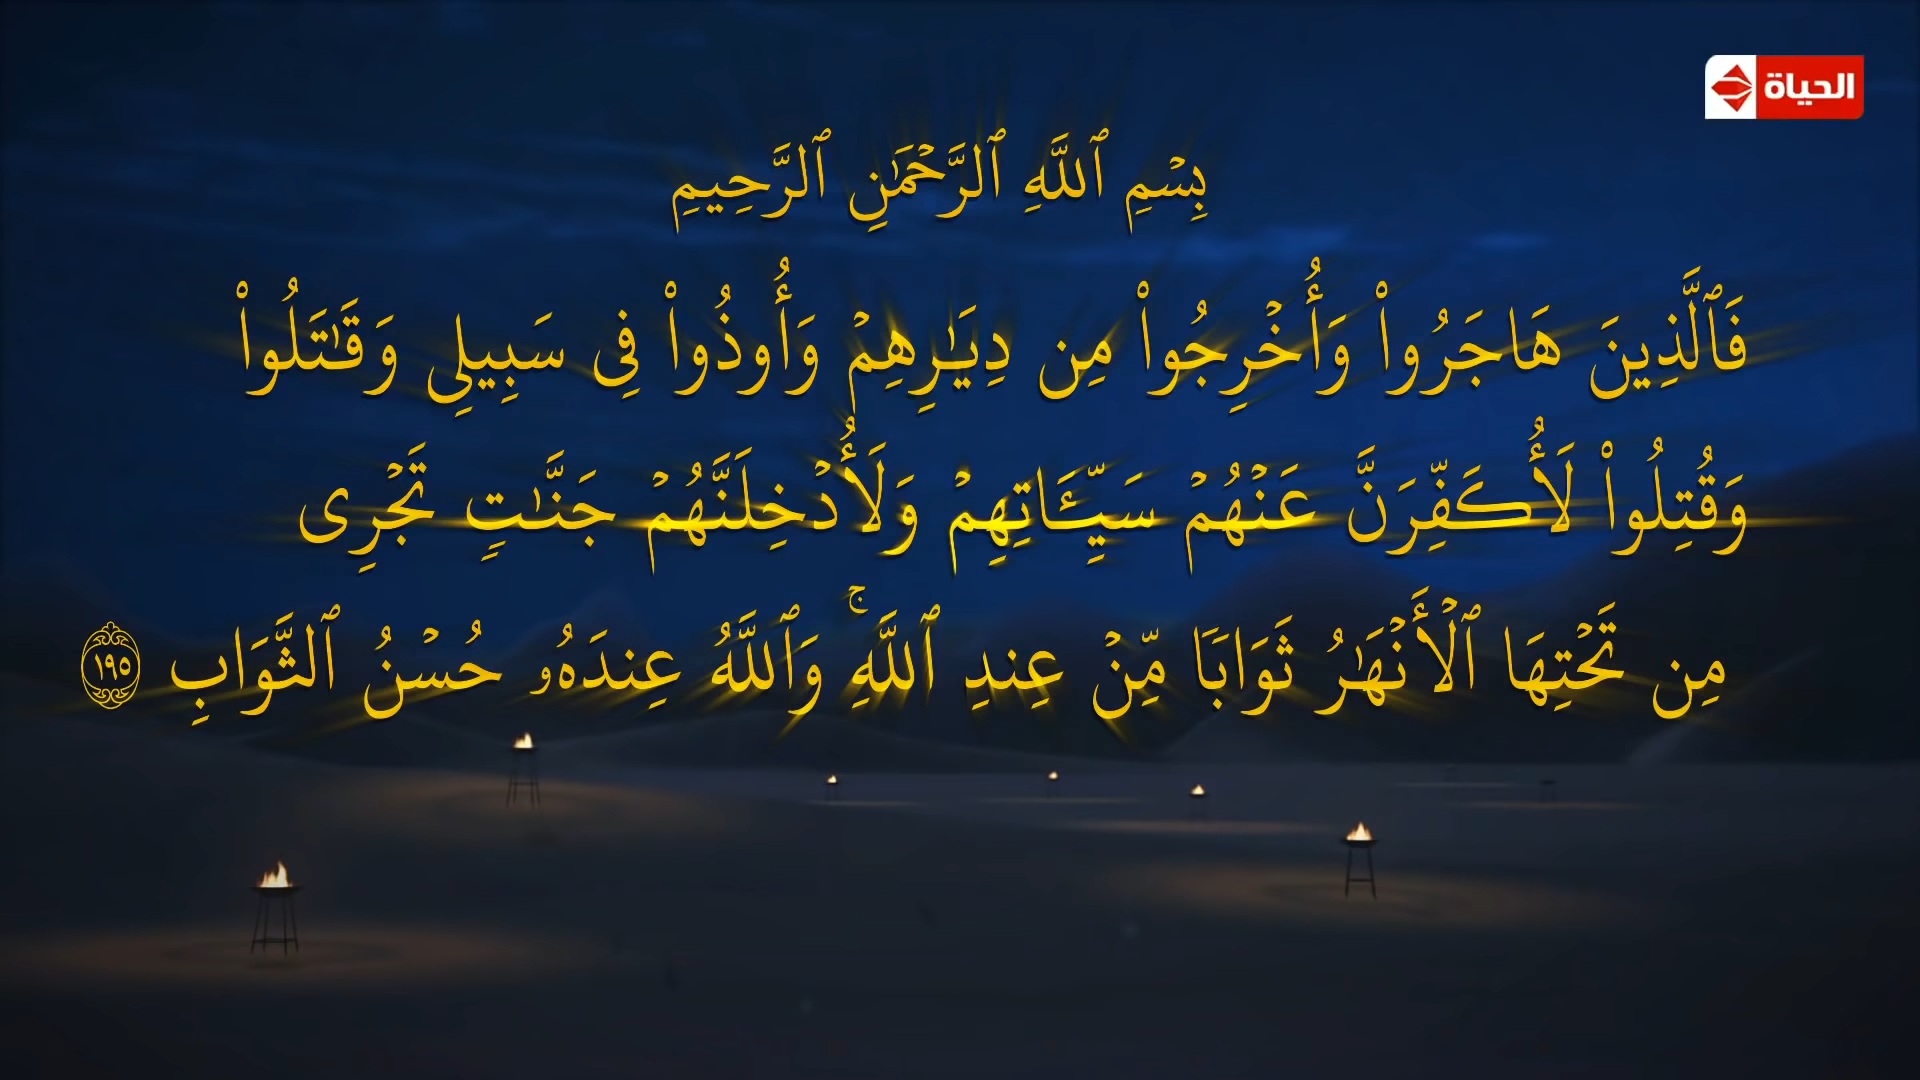 الحياة
بِسۡمِ ٱللَّهِ ٱلرَّحۡمَٰنِ ٱلرَّحِيمِ
فَٱلَّذِينَ هَاجَرُواْ وَأُخۡرِجُواْ مِن دِيَٰرِهِمۡ وَأُوذُواْ فِي سَبِيلِي وَقَٰتَلُواْ
وَقُتِلُواْ لَأُكَفِّرَنَّ عَنۡهُمۡ سَيِّـَٔاتِهِمۡ وَلَأُدۡخِلَنَّهُمۡ جَنَّٰتٖ تَجۡرِي
مِن تَحۡتِهَا ٱلۡأَنۡهَٰرُ ثَوَابٗا مِّنۡ عِندِ ٱللَّهِۚ وَٱللَّهُ عِندَهُۥ حُسۡنُ ٱلثَّوَابِ ١٩٥